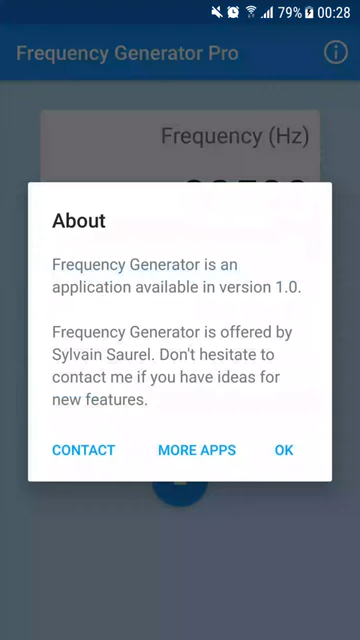 79% 00:28
Frequency Generator Pro
Frequency (Hz)
About
Frequency Generator is an
application available in version 1.0.
Frequency Generator is offered by
Sylvain Saurel. Don't hesitate to
contact me if you have ideas for
new features.
CONTACT MORE APPS OK